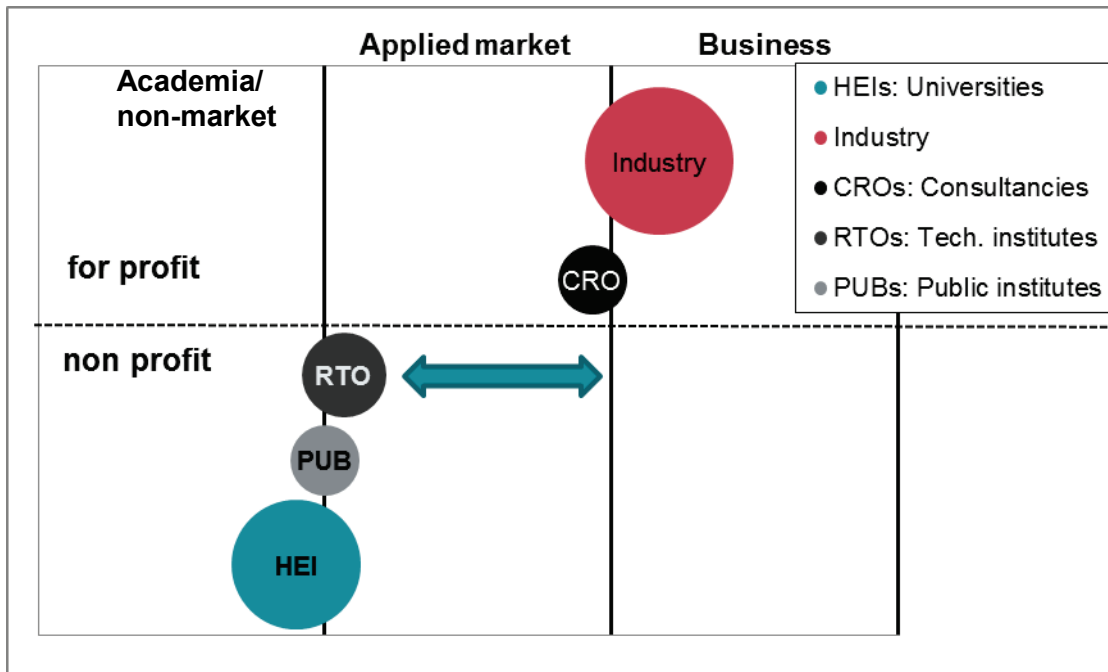 Applied market
Business
Academia/
non-market
HEIs: Universities
Industry
CROs: Consultancies
RTOs: Tech. institutes
PUBs: Public institutes
Industry
for profit
CRO
non profit
RTO
PUB
HEI